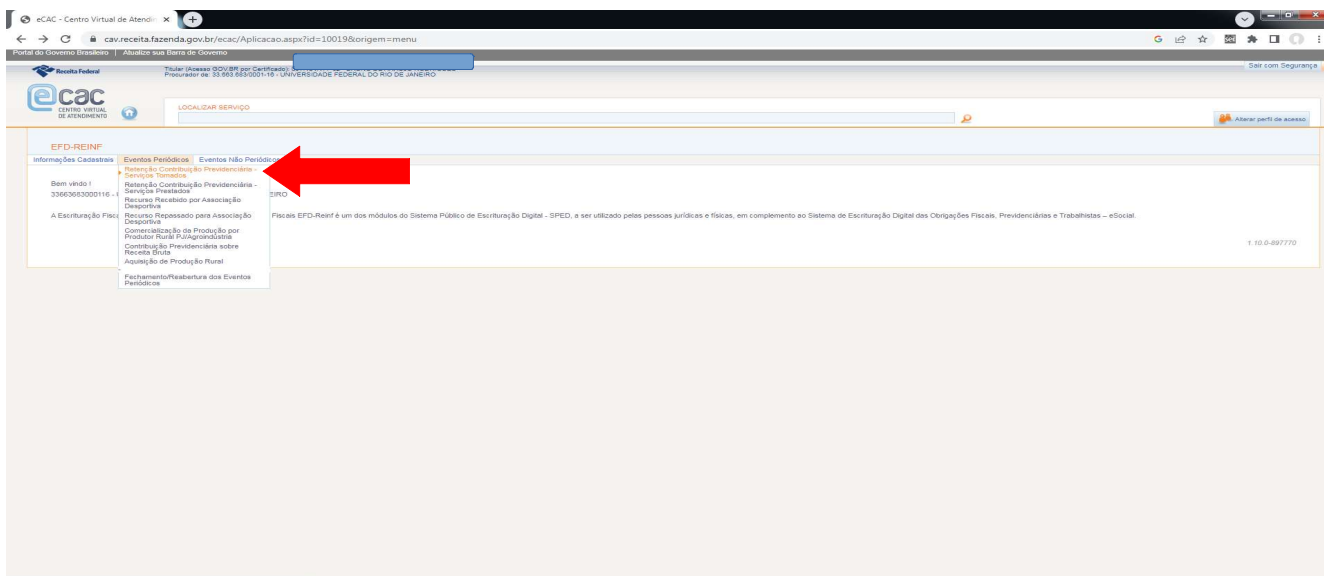 eCAC - Centro Virtual de Atendi
cav.receita.fazenda.gov.br/ecac/Aplicacao.aspx?id=10019&origem=menu
Portal do Governo Brasileiro | Atualize sua Barra de Governo
Receita Federal
Titular (Acesso GOV.BR por Certificado):
Procurador de: 33.663.683/0001-16 - UNIVERSIDADE FEDERAL DO RIO DE JANEIRO
Sair com Segurança
ecac
CENTRO VIRTUAL
DE ATENDIMENTO
LOCALIZAR SERVIÇO
Alterar perfil de acesso
EFD-REINF
Informações Cadastrais Eventos Periódicos Eventos Não Periódicos
Retenção Contribuição Previdenciária -
Serviços Tomados
Bem vindo !
Retenção Contribuição Previdenciária -
Serviços Prestados
33663683000116 -
EIRO
Recurso Recebido por Associação
Desportiva
A Escrituração Fisca
Recurso Repassado para Associação
Desportiva
Fiscais EFD-Reinf é um dos módulos do Sistema Público de Escrituração Digital - SPED, a ser utilizado pelas pessoas jurídicas e físicas, em complemento ao Sistema de Escrituração Digital das Obrigações Fiscais, Previdenciárias e Trabalhistas – eSocial.
Comercialização da Produção por
Produtor Rural PJ/Agroindústria
Contribuição Previdenciária sobre
Receita Bruta
1.10.0-897770
Aquisição de Produção Rural
Fechamento/Reabertura dos Eventos
Periódicos